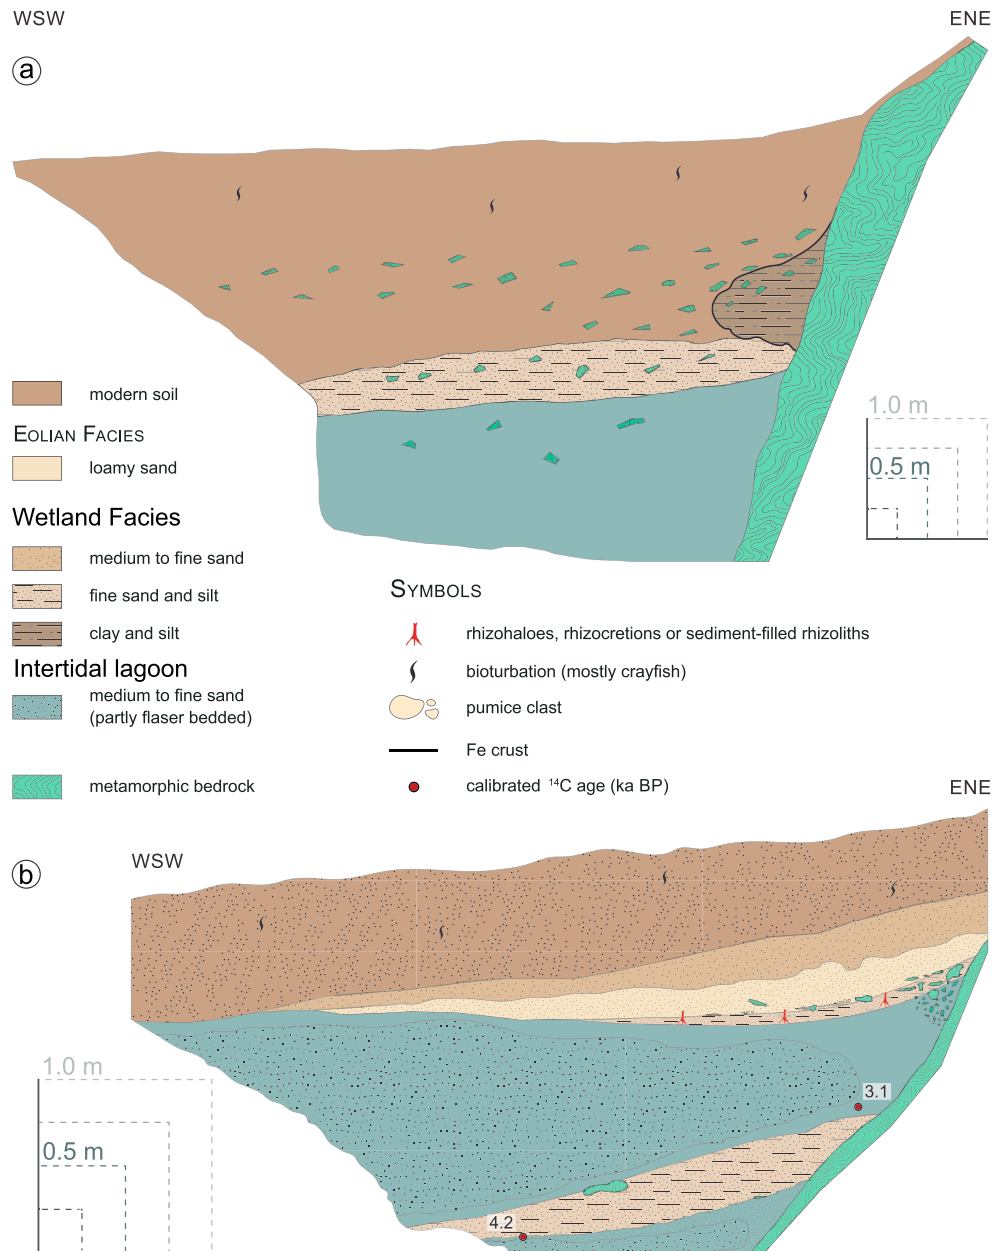 WSW
ENE
a
modern soil
EOLIAN FACIES
loamy sand
Wetland Facies
medium to fine sand
fine sand and silt
clay and silt
Intertidal lagoon
medium to fine sand
(partly flaser bedded)
metamorphic bedrock
1.0 m
0.5 m
SYMBOLS
rhizohaloes, rhizocretions or sediment-filled rhizoliths
bioturbation (mostly crayfish)
pumice clast
Fe crust
calibrated ¹⁴C age (ka BP)
ENE
WSW
b
1.0 m
0.5 m
3.1
4.2